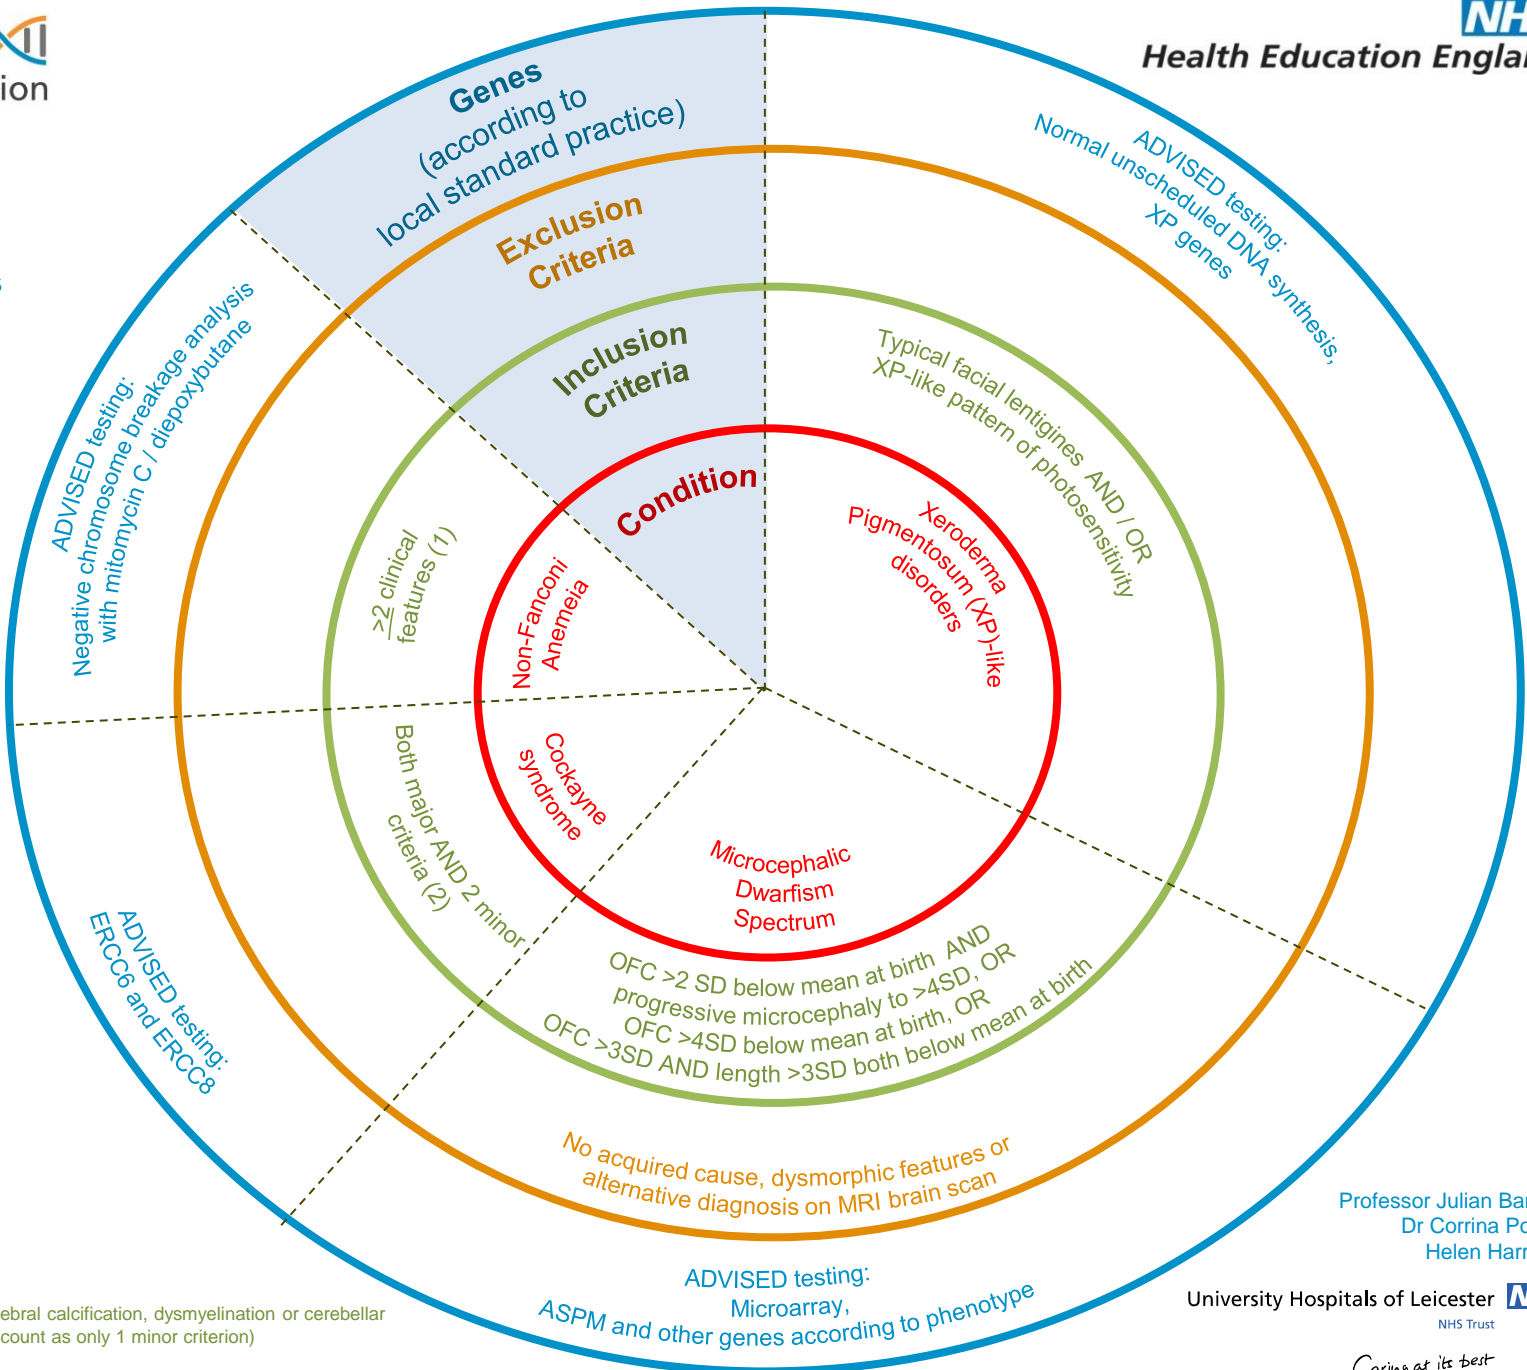 Health Education
Genes
(according to
local standard practice)
Exclusion
Criteria
Inclusion
Criteria
Condition
ADVISED testing:
Normal unscheduled DNA synthesis,
XP genes
Typical facial lentigines AND / OR
XP-like pattern of photosensitivity
Xeroderma
Pigmentosum (XP)-like
disorders
ADVISED testing:
Negative chromosome breakage analysis
with mitomycin C / diepoxybutane
>2 clinical
features (1)
Non-Fanconi
Anemeia
Cockayne
syndrome
Both major AND 2 minor
criteria (2)
ADVISED testing:
ERCC6 and ERCC8
Microcephalic
Dwarfism
Spectrum
OFC >2 SD below mean at birth AND
progressive microcephaly to >4SD, OR
OFC >4SD below mean at birth, OR
OFC >3SD AND length >3SD both below mean at birth
No acquired cause, dysmorphic features or
alternative diagnosis on MRI brain scan
ADVISED testing:
Microarray,
ASPM and other genes according to phenotype
Professor Julian
Dr Corrina
Helen
University Hospitals of Leicester
NHS Trust
Caring at its best
calcification, dysmyelination or cerebellar
count as only 1 minor criterion)